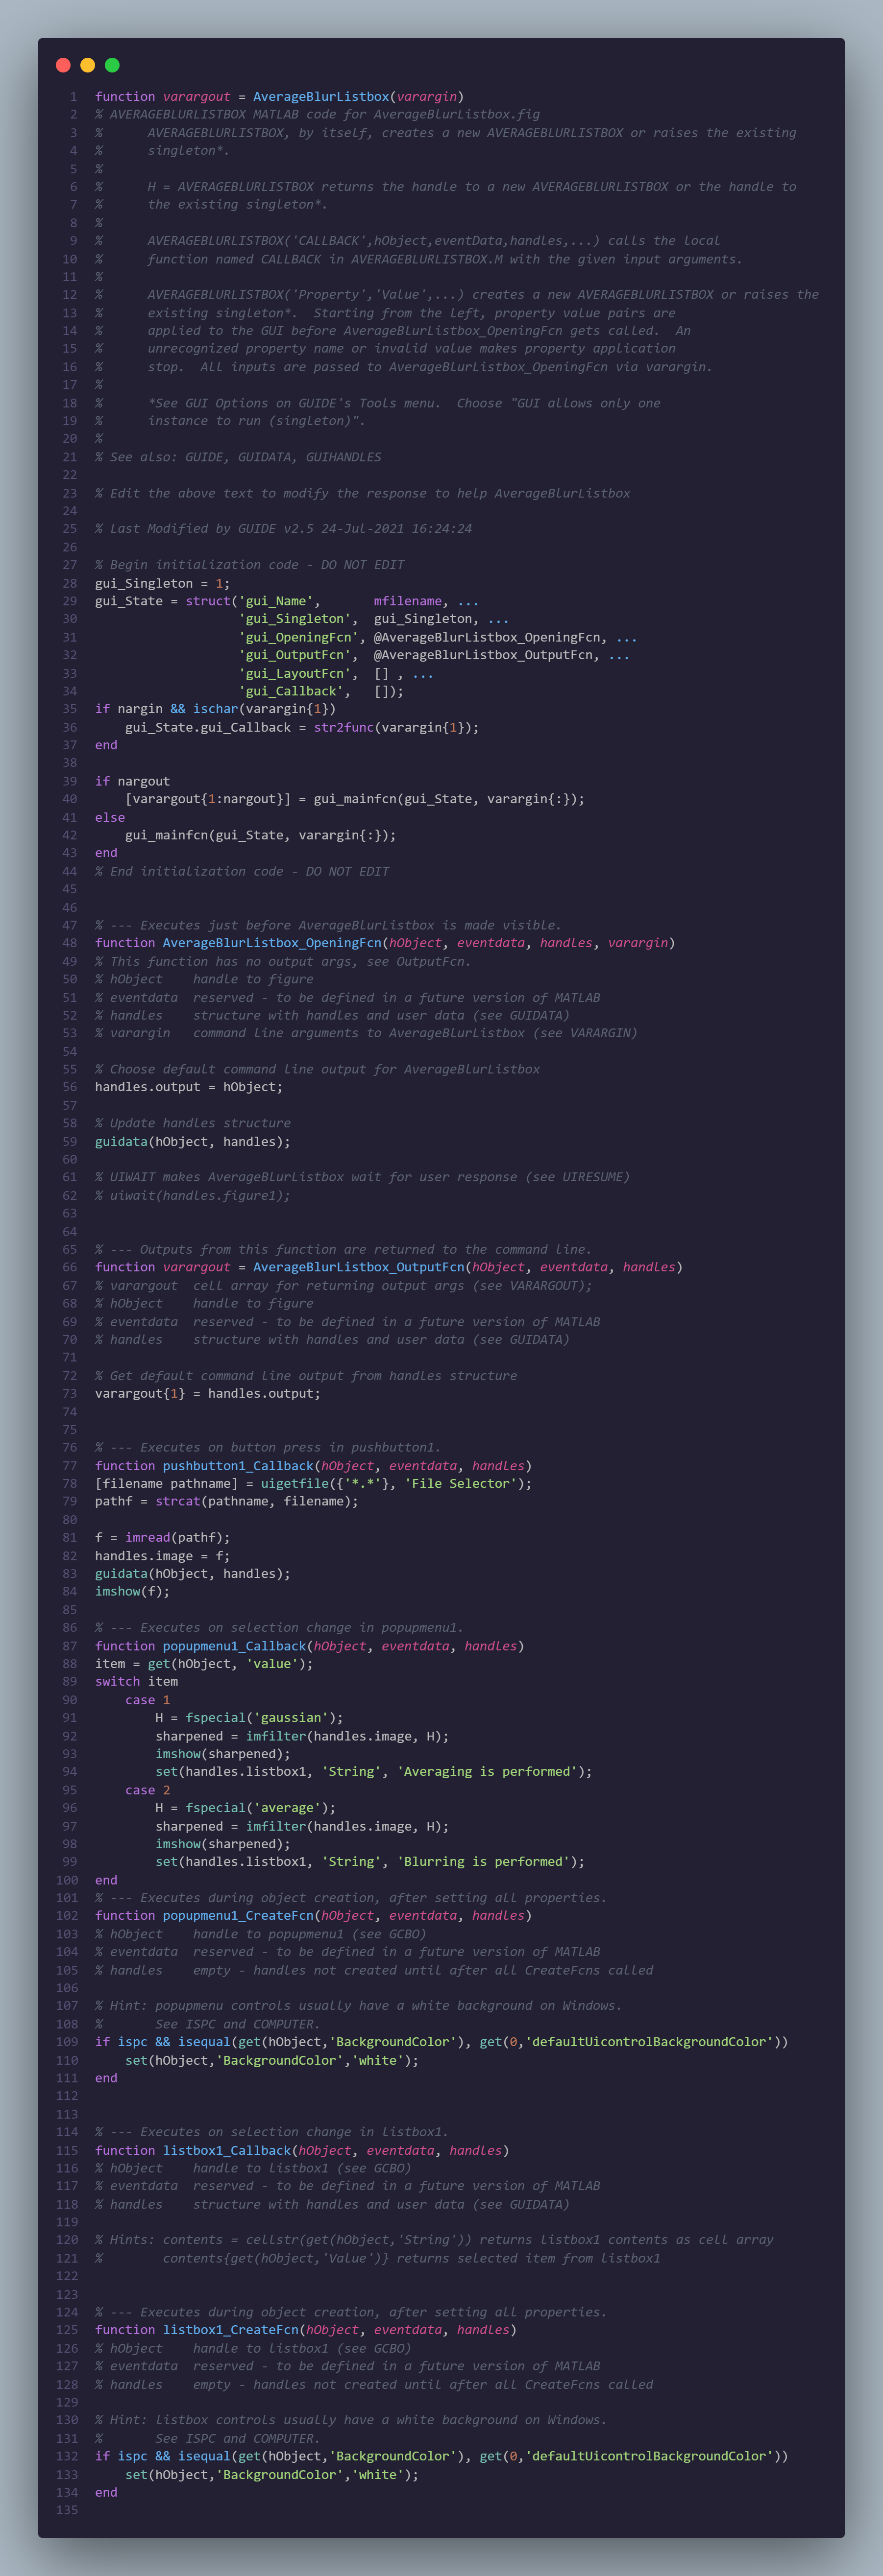 1 function varargout = AverageBlurListbox(varargin)
2 % AVERAGEBLURLISTBOX MATLAB code for AverageBlurListbox.fig
3 %      AVERAGEBLURLISTBOX, by itself, creates a new AVERAGEBLURLISTBOX or raises the existing
4 %      singleton*.
5 %
6 %      H = AVERAGEBLURLISTBOX returns the handle to a new AVERAGEBLURLISTBOX or the handle to
7 %      the existing singleton*.
8 %
9 %      AVERAGEBLURLISTBOX('CALLBACK',hObject,eventData,handles,...) calls the local
10 %      function named CALLBACK in AVERAGEBLURLISTBOX.M with the given input arguments.
11 %
12 %      AVERAGEBLURLISTBOX('Property','Value',...) creates a new AVERAGEBLURLISTBOX or raises the
13 %      existing singleton*.  Starting from the left, property value pairs are
14 %      applied to the GUI before AverageBlurListbox_OpeningFcn gets called.  An
15 %      unrecognized property name or invalid value makes property application
16 %      stop.  All inputs are passed to AverageBlurListbox_OpeningFcn via varargin.
17 %
18 %      *See GUI Options on GUIDE's Tools menu.  Choose "GUI allows only one
19 %      instance to run (singleton)".
20 %
21 % See also: GUIDE, GUIDATA, GUIHANDLES
22
23 % Edit the above text to modify the response to help AverageBlurListbox
24
25 % Last Modified by GUIDE v2.5 24-Jul-2021 16:24:24
26
27 % Begin initialization code - DO NOT EDIT
28 gui_Singleton = 1;
29 gui_State = struct('gui_Name',       mfilename, ...
30                    'gui_Singleton',  gui_Singleton, ...
31                    'gui_OpeningFcn', @AverageBlurListbox_OpeningFcn, ...
32                    'gui_OutputFcn',  @AverageBlurListbox_OutputFcn, ...
33                    'gui_LayoutFcn',  [] , ...
34                    'gui_Callback',   []);
35 if nargin && ischar(varargin{1})
36     gui_State.gui_Callback = str2func(varargin{1});
37 end
38
39 if nargout
40     [varargout{1:nargout}] = gui_mainfcn(gui_State, varargin{:});
41 else
42     gui_mainfcn(gui_State, varargin{:});
43 end
44 % End initialization code - DO NOT EDIT
45
46
47 % --- Executes just before AverageBlurListbox is made visible.
48 function AverageBlurListbox_OpeningFcn(hObject, eventdata, handles, varargin)
49 % This function has no output args, see OutputFcn.
50 % hObject    handle to figure
51 % eventdata  reserved - to be defined in a future version of MATLAB
52 % handles    structure with handles and user data (see GUIDATA)
53 % varargin   command line arguments to AverageBlurListbox (see VARARGIN)
54
55 % Choose default command line output for AverageBlurListbox
56 handles.output = hObject;
57
58 % Update handles structure
59 guidata(hObject, handles);
60
61 % UIWAIT makes AverageBlurListbox wait for user response (see UIRESUME)
62 % uiwait(handles.figure1);
63
64
65 % --- Outputs from this function are returned to the command line.
66 function varargout = AverageBlurListbox_OutputFcn(hObject, eventdata, handles)
67 % varargout  cell array for returning output args (see VARARGOUT);
68 % hObject    handle to figure
69 % eventdata  reserved - to be defined in a future version of MATLAB
70 % handles    structure with handles and user data (see GUIDATA)
71
72 % Get default command line output from handles structure
73 varargout{1} = handles.output;
74
75
76 % --- Executes on button press in pushbutton1.
77 function pushbutton1_Callback(hObject, eventdata, handles)
78 [filename pathname] = uigetfile({'*.*'}, 'File Selector');
79 pathf = strcat(pathname, filename);
80
81 f = imread(pathf);
82 handles.image = f;
83 guidata(hObject, handles);
84 imshow(f);
85
86 % --- Executes on selection change in popupmenu1.
87 function popupmenu1_Callback(hObject, eventdata, handles)
88 item = get(hObject, 'value');
89 switch item
90     case 1
91         H = fspecial('gaussian');
92         sharpened = imfilter(handles.image, H);
93         imshow(sharpened);
94         set(handles.listbox1, 'String', 'Averaging is performed');
95     case 2
96         H = fspecial('average');
97         sharpened = imfilter(handles.image, H);
98         imshow(sharpened);
99         set(handles.listbox1, 'String', 'Blurring is performed');
100 end
101 % --- Executes during object creation, after setting all properties.
102 function popupmenu1_CreateFcn(hObject, eventdata, handles)
103 % hObject    handle to popupmenu1 (see GCBO)
104 % eventdata  reserved - to be defined in a future version of MATLAB
105 % handles    empty - handles not created until after all CreateFcns called
106
107 % Hint: popupmenu controls usually have a white background on Windows.
108 %       See ISPC and COMPUTER.
109 if ispc && isequal(get(hObject,'BackgroundColor'), get(0,'defaultUicontrolBackgroundColor'))
110     set(hObject,'BackgroundColor','white');
111 end
112
113
114 % --- Executes on selection change in listbox1.
115 function listbox1_Callback(hObject, eventdata, handles)
116 % hObject    handle to listbox1 (see GCBO)
117 % eventdata  reserved - to be defined in a future version of MATLAB
118 % handles    structure with handles and user data (see GUIDATA)
119
120 % Hints: contents = cellstr(get(hObject,'String')) returns listbox1 contents as cell array
121 %        contents{get(hObject,'Value')} returns selected item from listbox1
122
123
124 % --- Executes during object creation, after setting all properties.
125 function listbox1_CreateFcn(hObject, eventdata, handles)
126 % hObject    handle to listbox1 (see GCBO)
127 % eventdata  reserved - to be defined in a future version of MATLAB
128 % handles    empty - handles not created until after all CreateFcns called
129
130 % Hint: listbox controls usually have a white background on Windows.
131 %       See ISPC and COMPUTER.
132 if ispc && isequal(get(hObject,'BackgroundColor'), get(0,'defaultUicontrolBackgroundColor'))
133     set(hObject,'BackgroundColor','white');
134 end
135